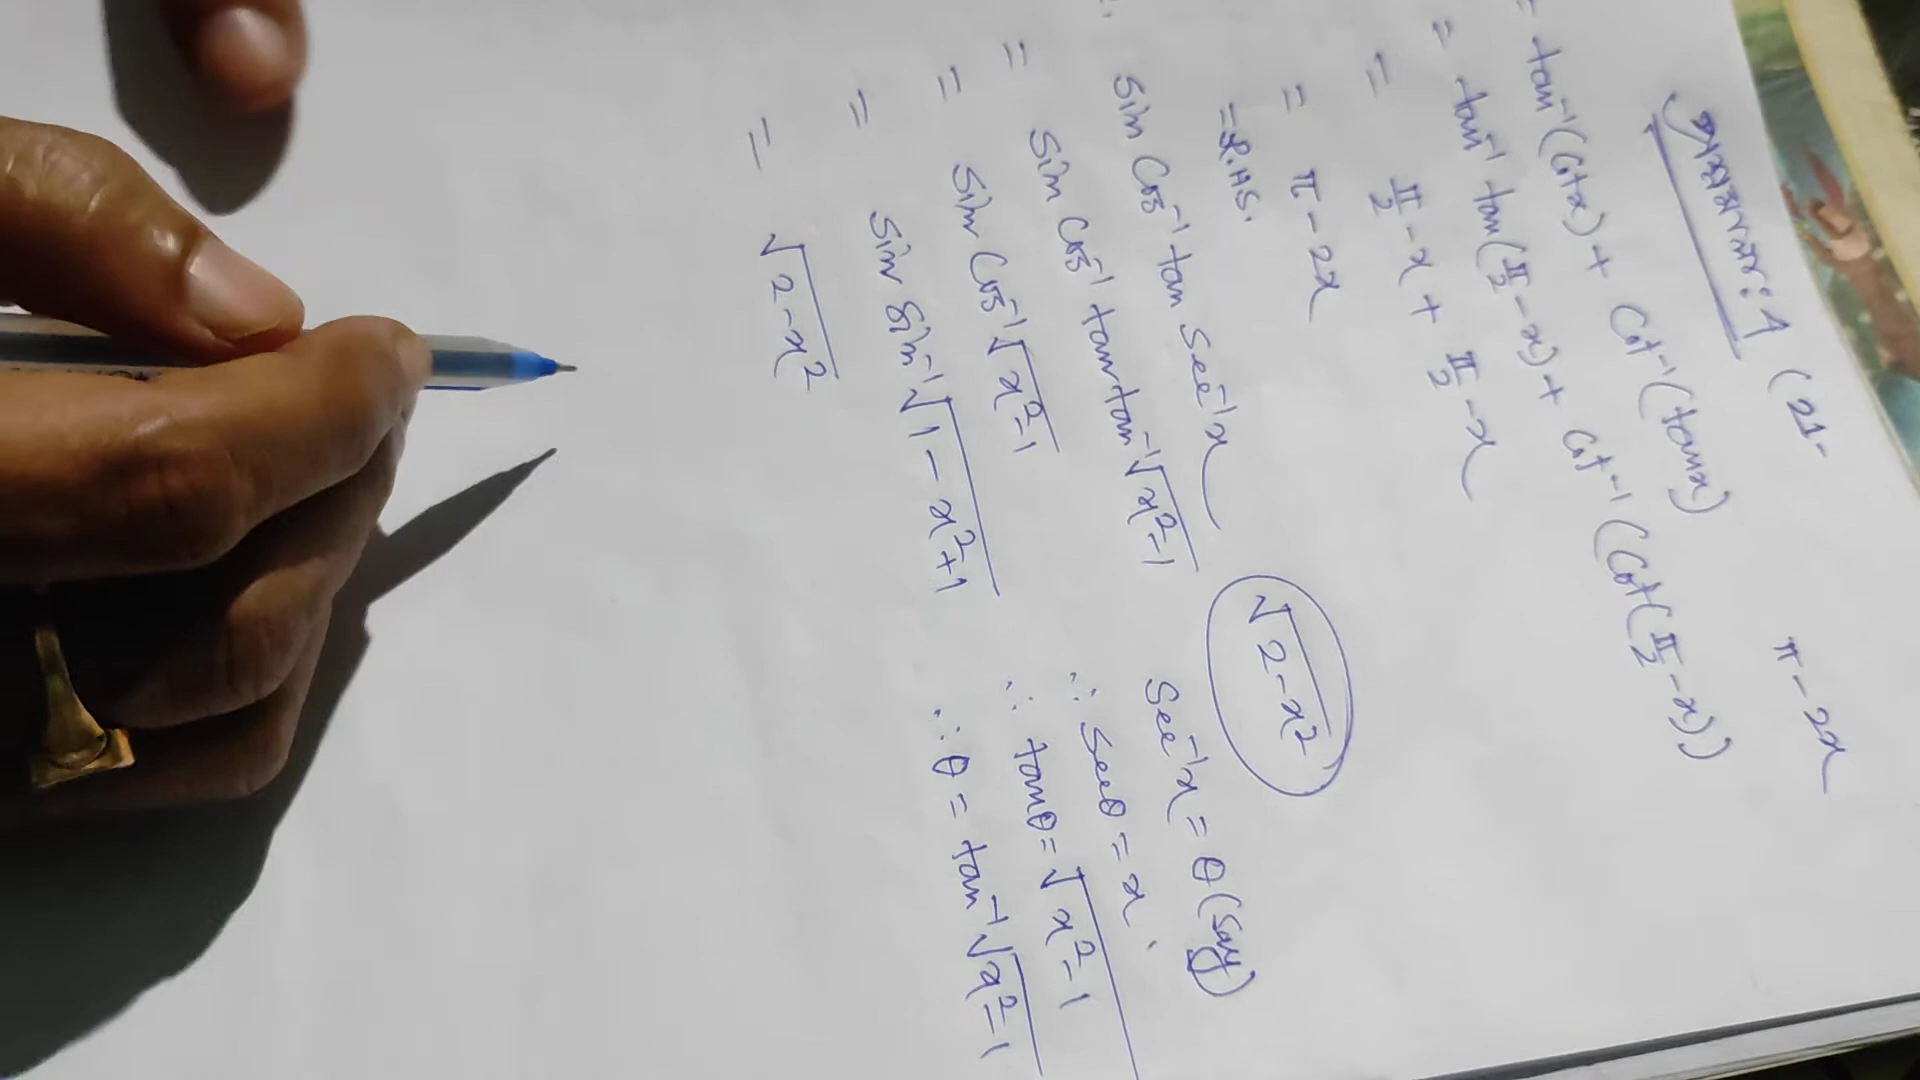 সমস্যা: 1 (21-
π - 2x
= tan⁻¹(cotx) + cot⁻¹(tanx)
= tan⁻¹ tan(π/2 - x) + cot⁻¹(cot(π/2 - x))
= π/2 - x + π/2 - x
= π - 2x
= R.H.S.
√(2-x²)
sin cos⁻¹ tan sec⁻¹x
= sin cos⁻¹ tan tan⁻¹√(x²-1)
= sin cos⁻¹√(x²-1)
= sin sin⁻¹√(1 - x²+1)
= √(2-x²)
sec⁻¹x = θ (say)
∴ secθ = x
∴ tanθ = √(x²-1)
∴ θ = tan⁻¹√(x²-1)